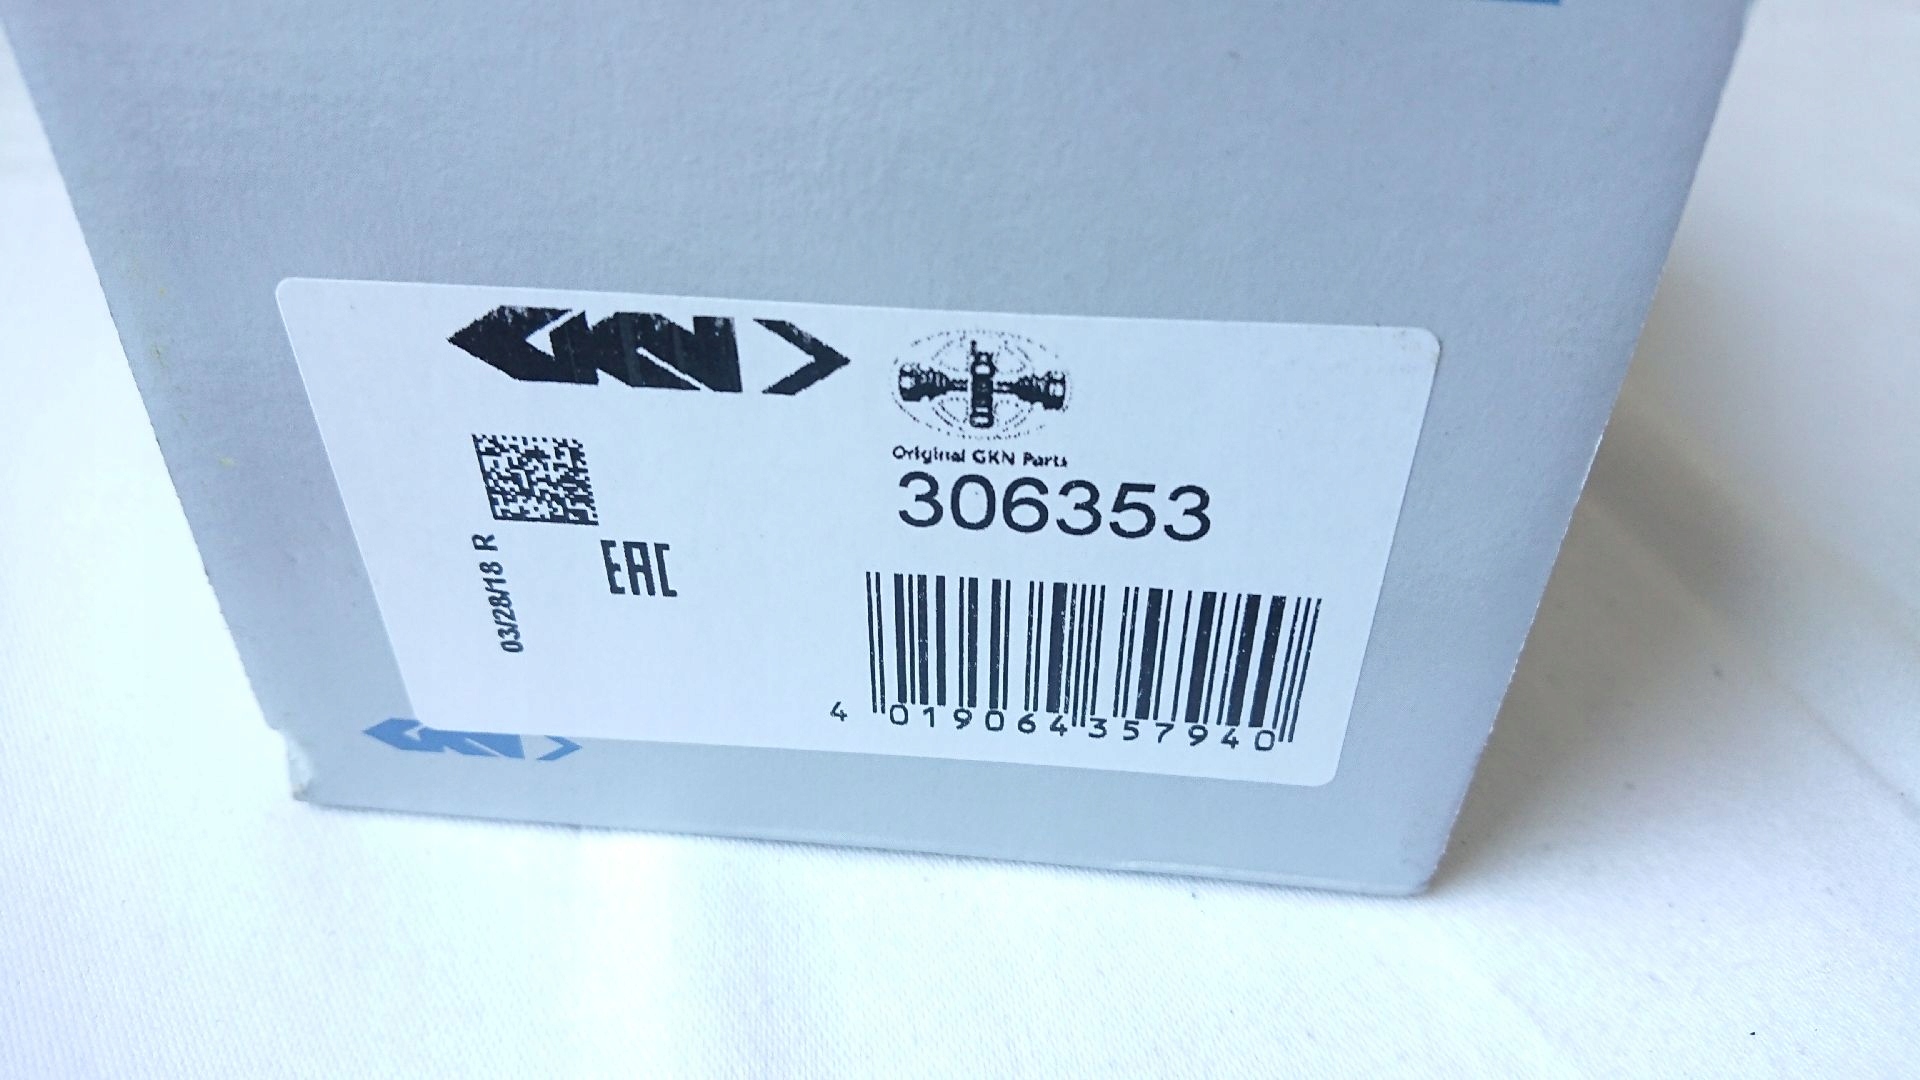 GKN
Original GKN Parts
306353
03/28/18 R
EAC
4 019064 357940
GKN